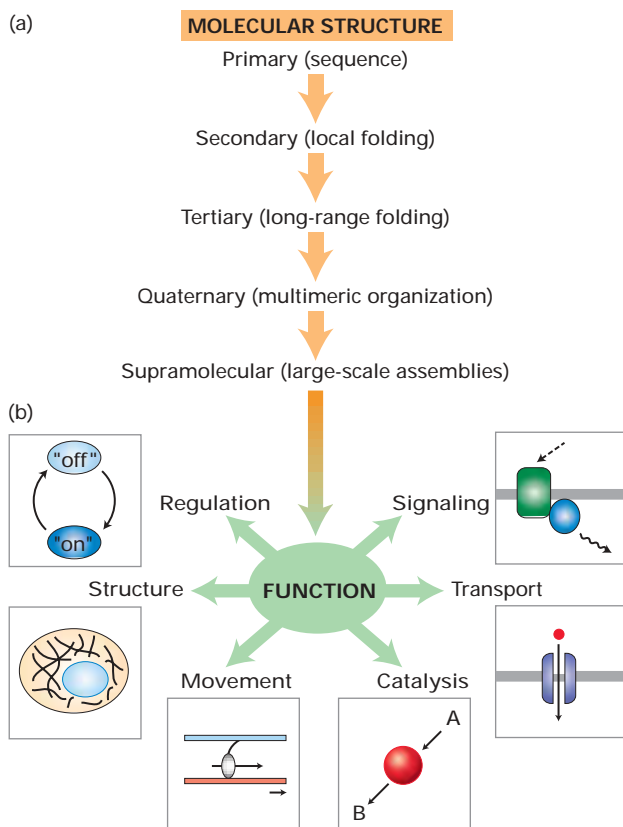 (a)
MOLECULAR STRUCTURE
Primary (sequence)
Secondary (local folding)
Tertiary (long-range folding)
Quaternary (multimeric organization)
Supramolecular (large-scale assemblies)
(b)
"off"
"on"
Regulation
Signaling
Structure
FUNCTION
Transport
Movement
Catalysis
A
B